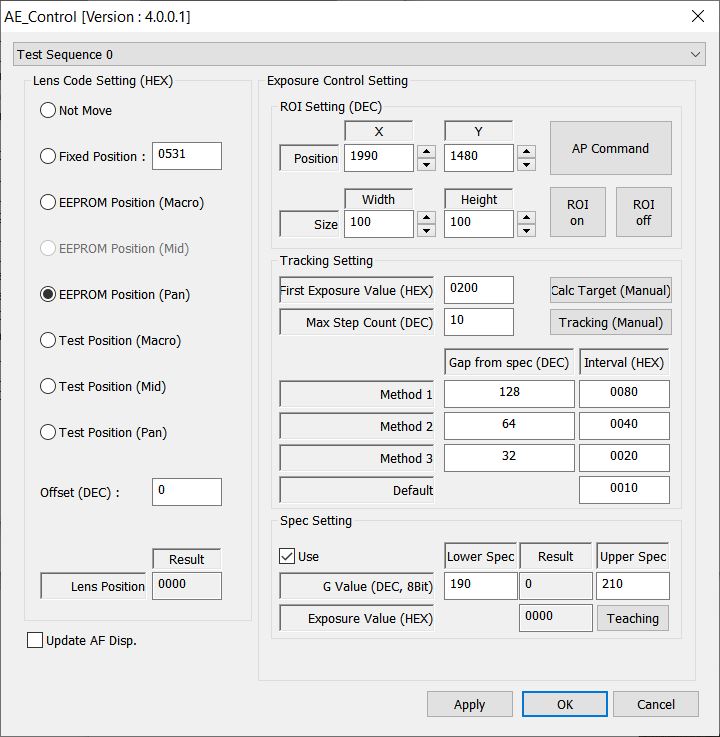 AE_Control [Version : 4.0.0.1]
Test Sequence 0
Lens Code Setting (HEX)
Not Move
Fixed Position : 0531
EEPROM Position (Macro)
EEPROM Position (Mid)
EEPROM Position (Pan)
Test Position (Macro)
Test Position (Mid)
Test Position (Pan)
Offset (DEC) : 0
Result
Lens Position 0000
Update AF Disp.
Exposure Control Setting
ROI Setting (DEC)
X Y
Position 1990 1480
AP Command
Width Height
Size 100 100
ROI on
ROI off
Tracking Setting
First Exposure Value (HEX) 0200 Calc Target (Manual)
Max Step Count (DEC) 10 Tracking (Manual)
Gap from spec (DEC) Interval (HEX)
Method 1 128 0080
Method 2 64 0040
Method 3 32 0020
Default 0010
Spec Setting
Use Lower Spec Result Upper Spec
G Value (DEC, 8Bit) 190 0 210
Exposure Value (HEX) 0000 Teaching
Apply OK Cancel